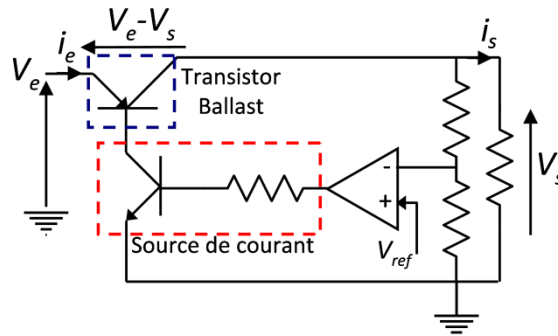 Ve-Vs
ie
is
Ve
Transistor
Ballast
Vs
-
+
Source de courant
Vref